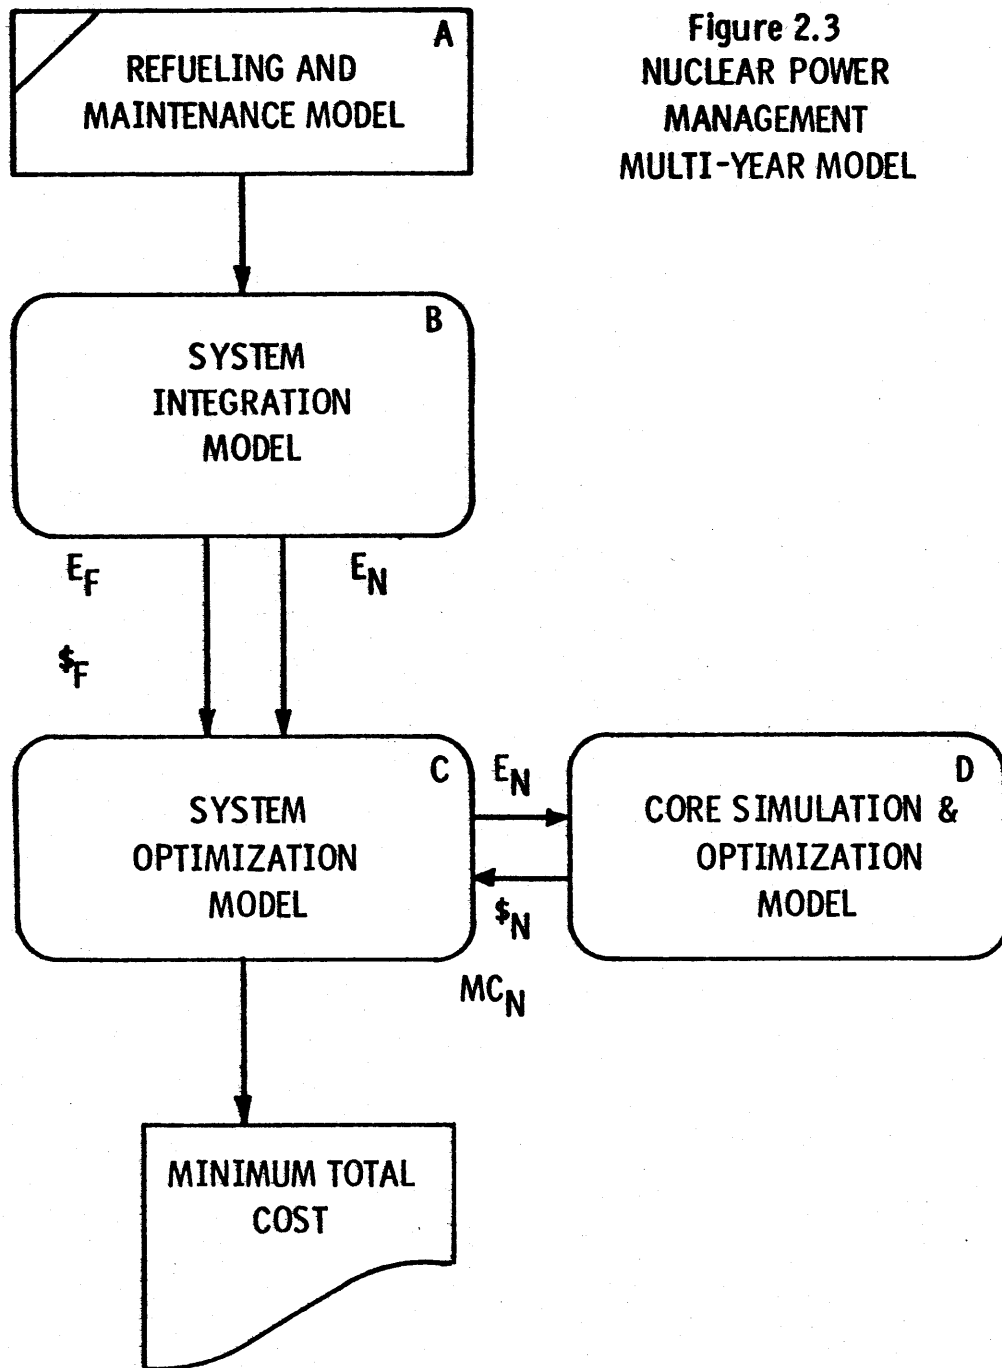 Figure 2.3
NUCLEAR POWER
MANAGEMENT
MULTI-YEAR MODEL
A
REFUELING AND
MAINTENANCE MODEL
B
SYSTEM
INTEGRATION
MODEL
E_F
E_N
$_F
C
SYSTEM
OPTIMIZATION
MODEL
E_N
$_N
MC_N
D
CORE SIMULATION &
OPTIMIZATION
MODEL
MINIMUM TOTAL
COST